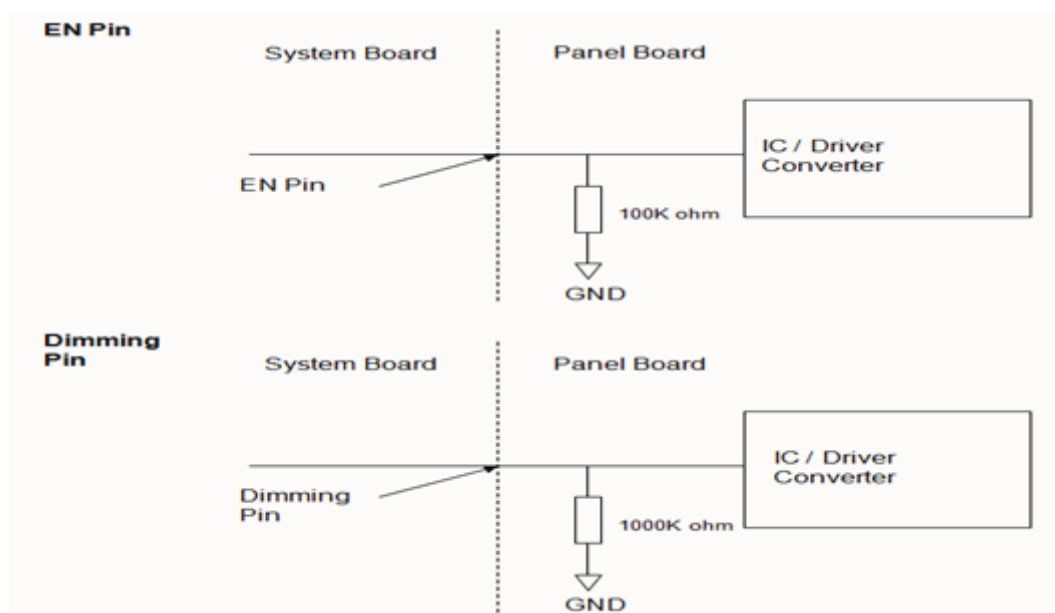 EN Pin
System Board
Panel Board
IC / Driver
Converter
EN Pin
100K ohm
GND
Dimming
Pin
System Board
Panel Board
IC / Driver
Converter
Dimming
Pin
1000K ohm
GND